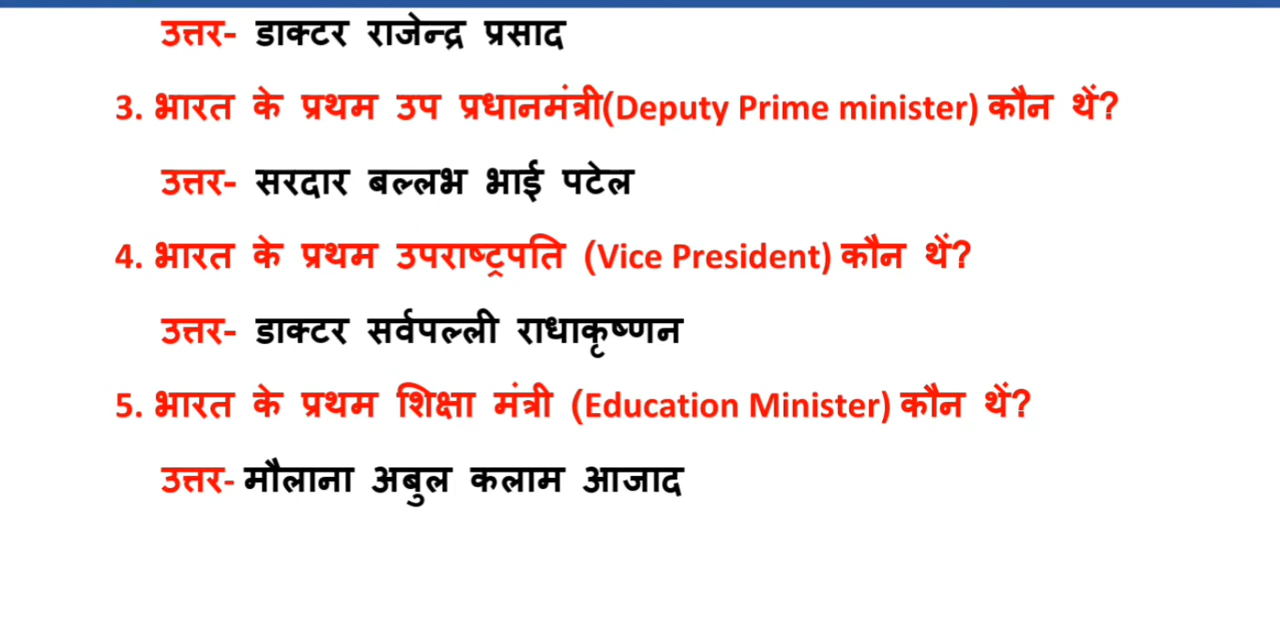 उत्तर- डाक्टर राजेन्द्र प्रसाद
3. भारत के प्रथम उप प्रधानमंत्री(Deputy Prime minister) कौन थें?
उत्तर- सरदार बल्लभ भाई पटेल
4. भारत के प्रथम उपराष्ट्रपति (Vice President) कौन थें?
उत्तर- डाक्टर सर्वपल्ली राधाकृष्णन
5. भारत के प्रथम शिक्षा मंत्री (Education Minister) कौन थें?
उत्तर- मौलाना अबुल कलाम आजाद